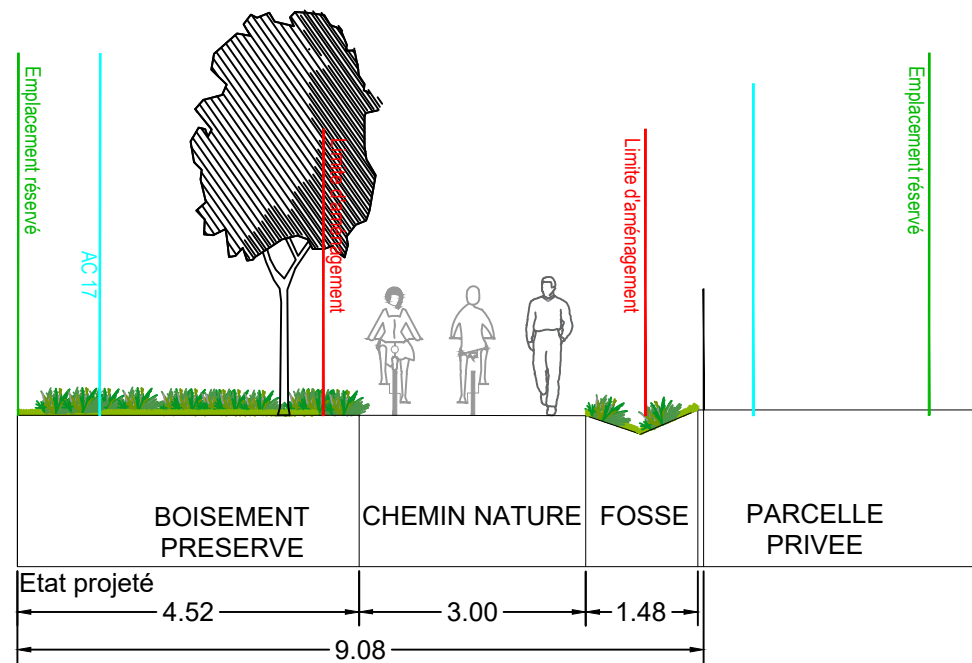 Emplacement réservé
AC 17
Limite d'aménagement
Limite d'aménagement
Emplacement réservé
BOISEMENT
PRESERVE
CHEMIN NATURE
FOSSE
PARCELLE
PRIVEE
Etat projeté
4.52
3.00
1.48
9.08